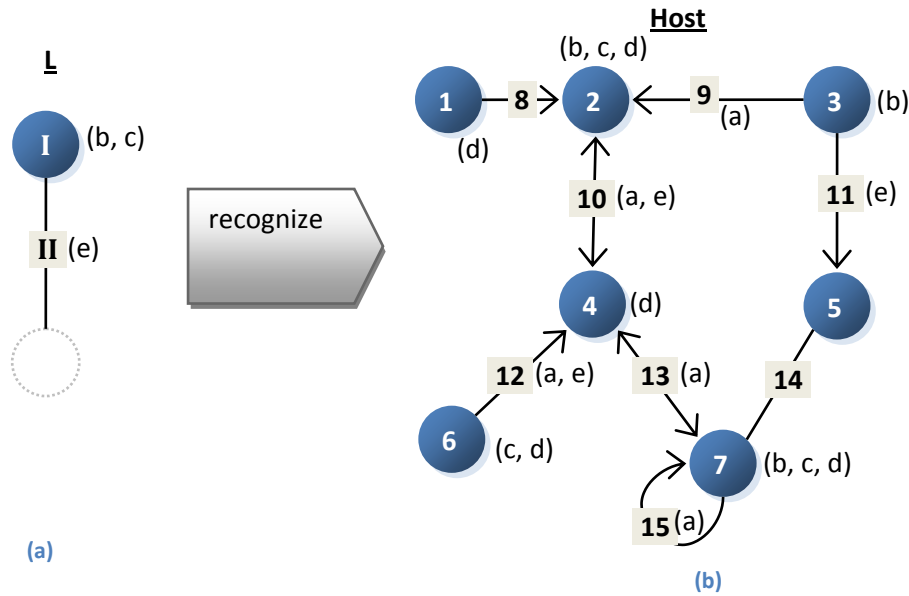 L
I
(b, c)
II
(e)
(a)
recognize
Host
(b, c, d)
1
8
2
9
3
(b)
(a)
(d)
10
(a, e)
11
(e)
4
(d)
5
12
(a, e)
13
(a)
14
6
(c, d)
7
(b, c, d)
15
(a)
(b)